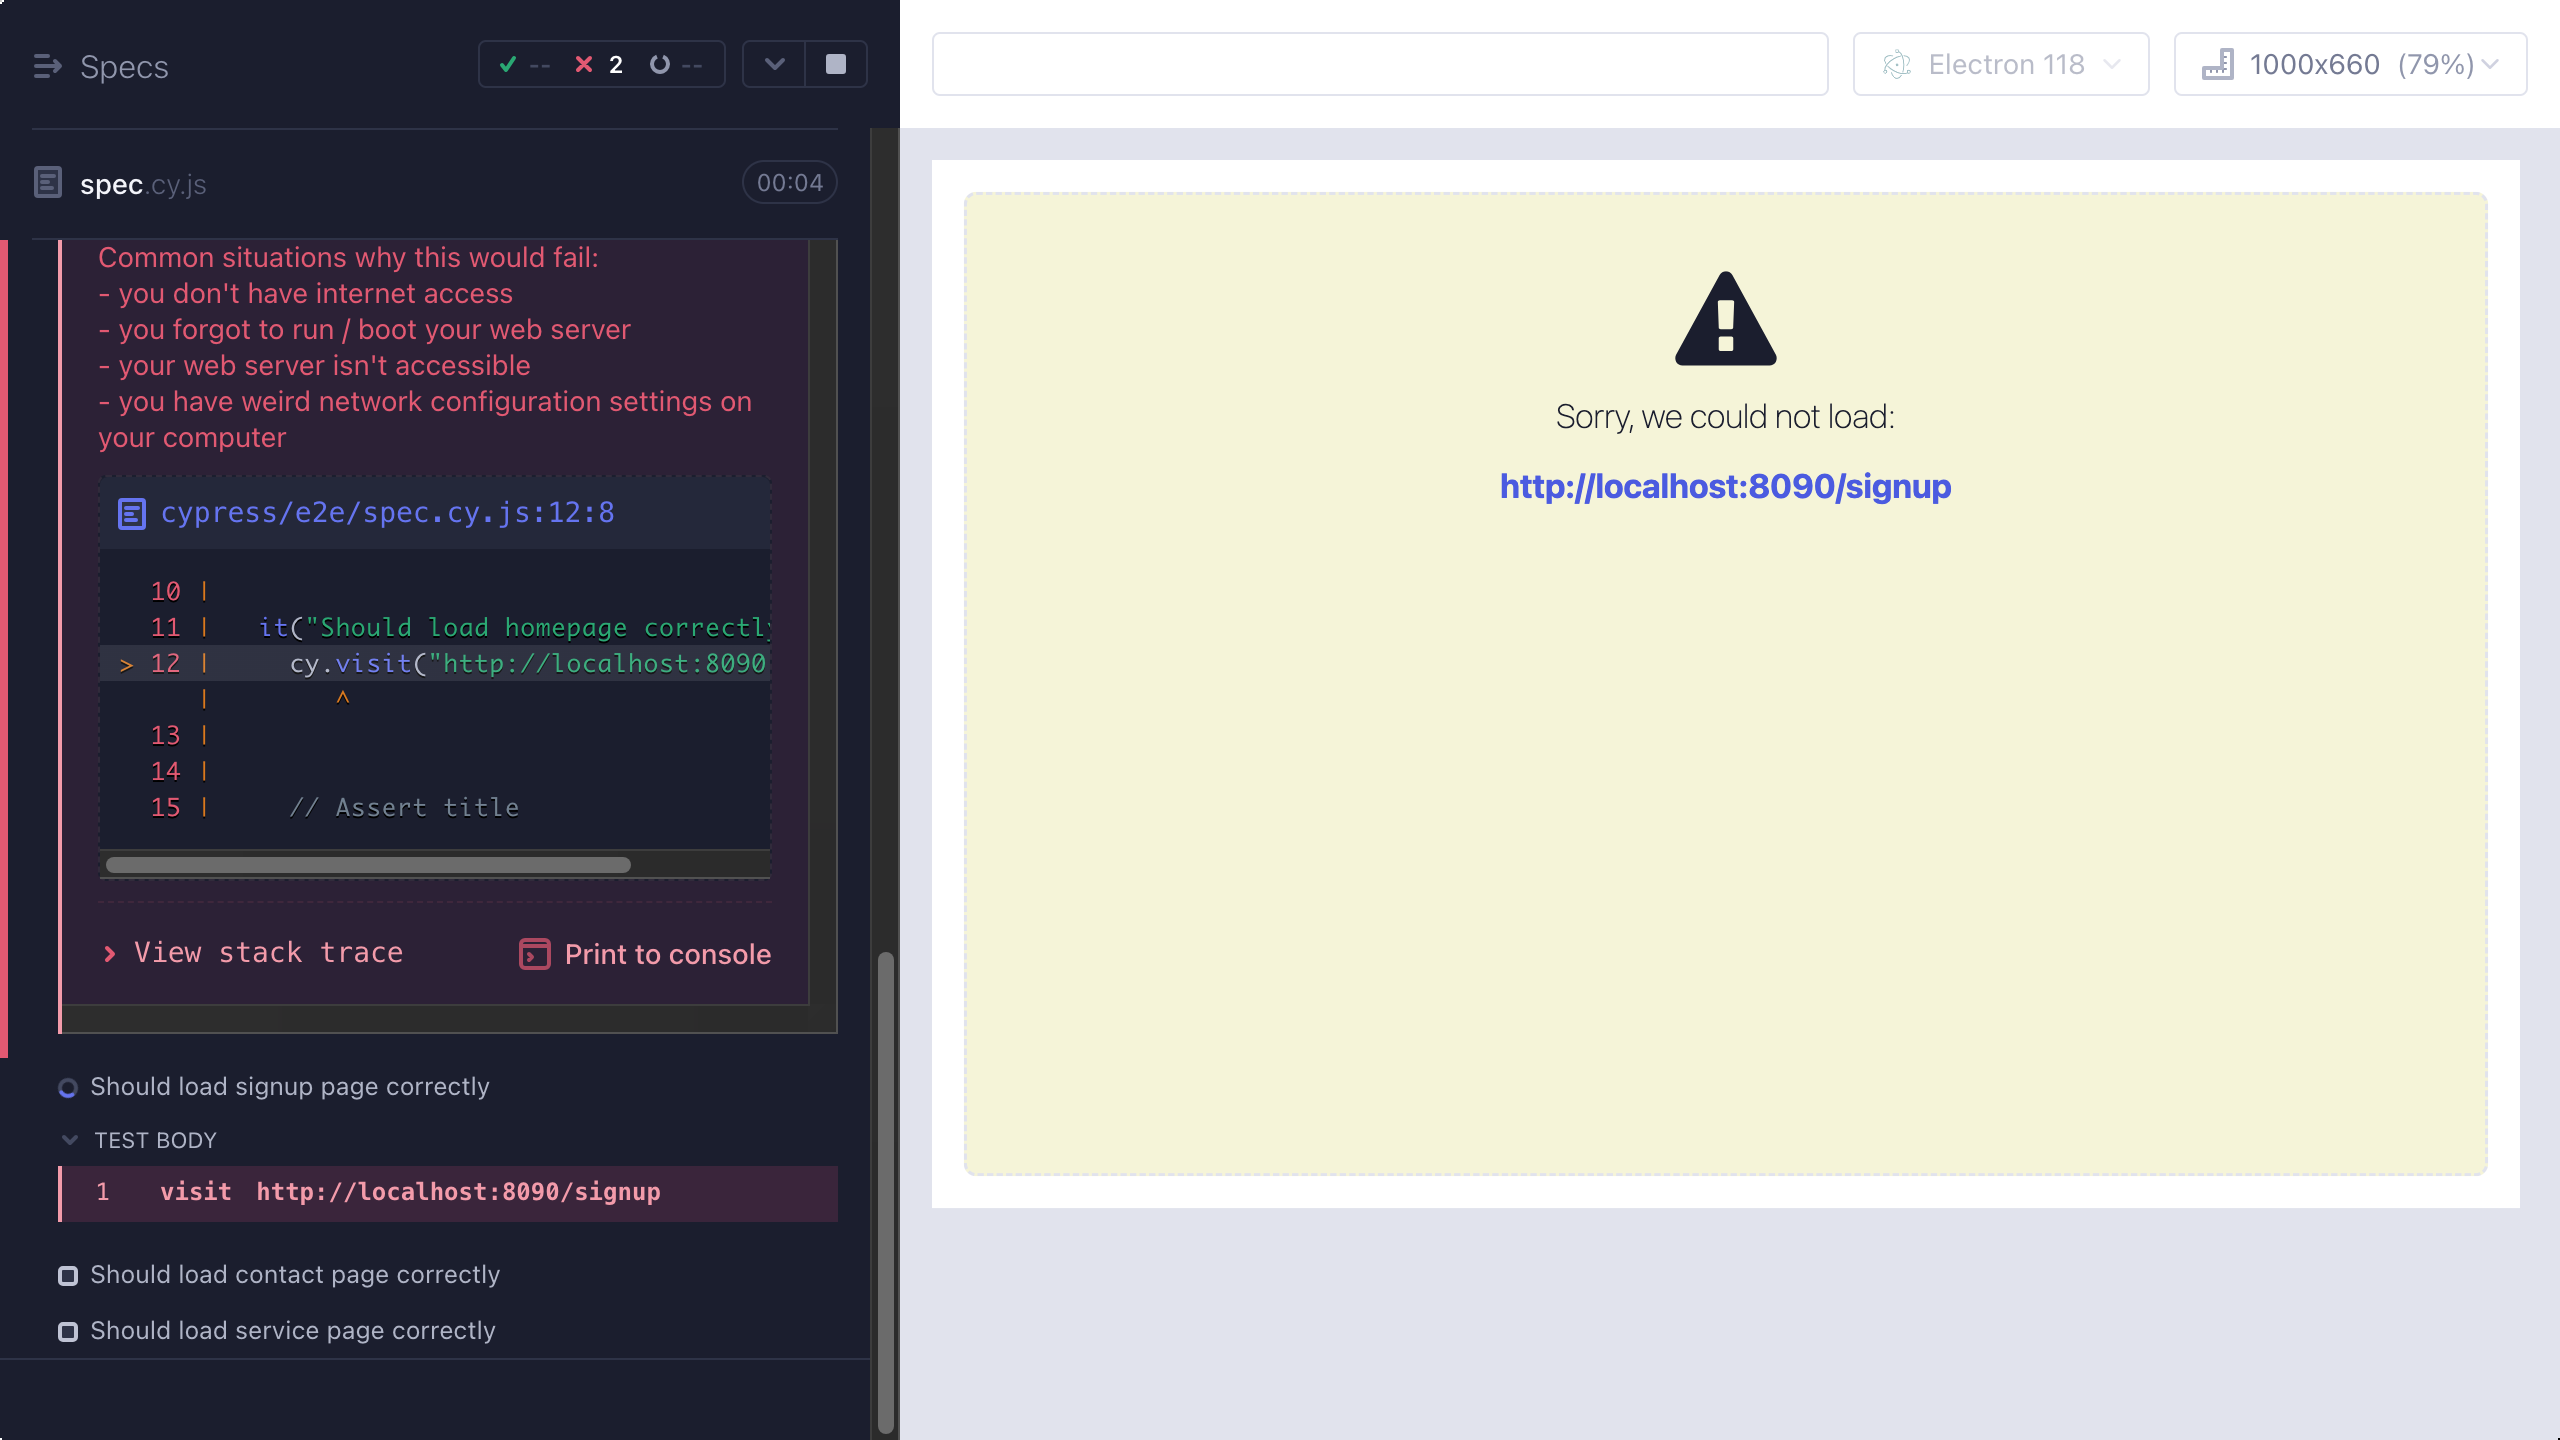 Specs
-- 2 --
spec.cy.js
00:04
Common situations why this would fail:
- you don't have internet access
- you forgot to run / boot your web server
- your web server isn't accessible
- you have weird network configuration settings on
your computer
cypress/e2e/spec.cy.js:12:8
10 |
11 | it("Should load homepage correctly
> 12 | cy.visit("http://localhost:8090
| ^
13 |
14 |
15 | // Assert title
View stack trace
Print to console
Should load signup page correctly
TEST BODY
1 visit http://localhost:8090/signup
Should load contact page correctly
Should load service page correctly
Electron 118
1000x660 (79%)
Sorry, we could not load:
http://localhost:8090/signup